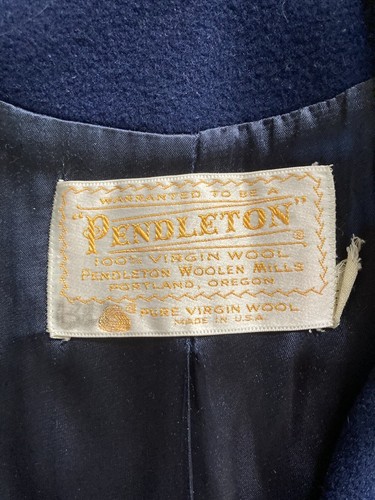 WARRANTED TO BE A
"PENDLETON"®
100% VIRGIN WOOL
PENDLETON WOOLEN MILLS
PORTLAND, OREGON
PURE VIRGIN WOOL
MADE IN U.S.A.